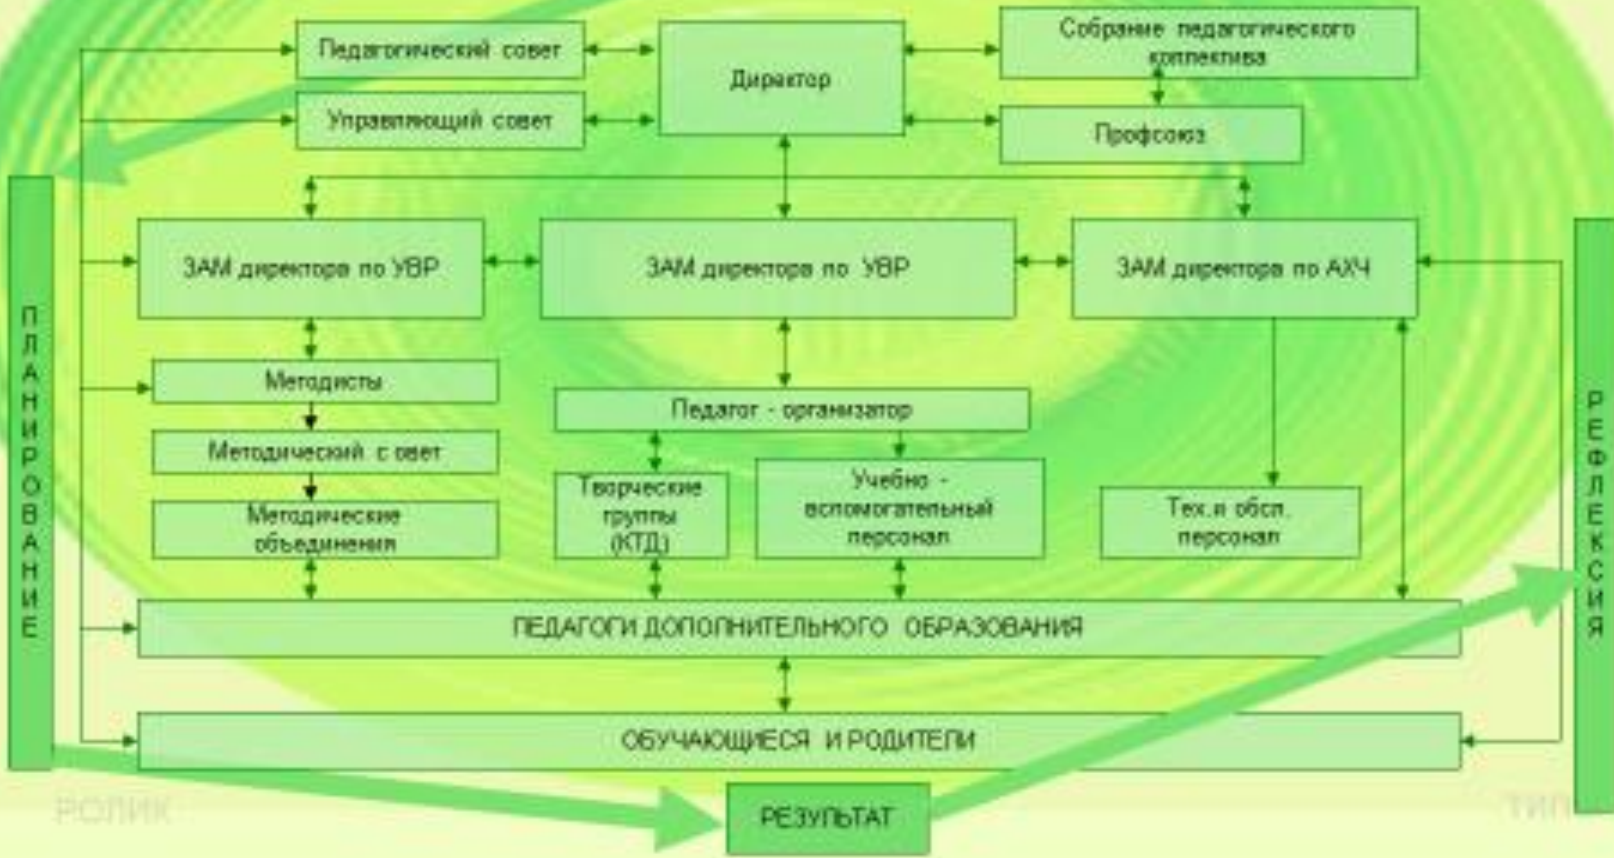 Педагогический совет
Управляющий совет
Директор
Собрание педагогического
коллектива
Профсоюз
ЗАМ директора по УВР
ЗАМ директора по УВР
ЗАМ директора по АХЧ
ПЛАНИРОВАНИЕ
Методисты
Методический с овет
Методические
объединения
Педагог - организатор
Творческие
группы
(КТД)
Учебно -
вспомогательный
персонал
Тех.и обсл.
персонал
РЕФЛЕКСИЯ
ПЕДАГОГИ ДОПОЛНИТЕЛЬНОГО ОБРАЗОВАНИЯ
ОБУЧАЮЩИЕСЯ И РОДИТЕЛИ
РЕЗУЛЬТАТ
РОЛИК